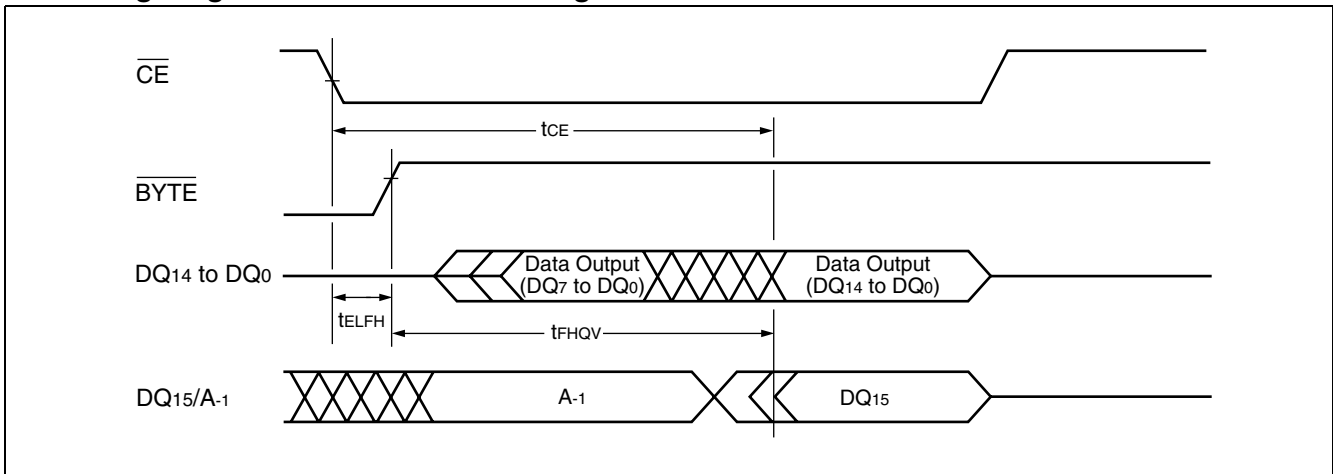 CE
tCE
BYTE
DQ14 to DQ0
Data Output
(DQ7 to DQ0)
Data Output
(DQ14 to DQ0)
tELFH
tFHQV
DQ15/A-1
A-1
DQ15